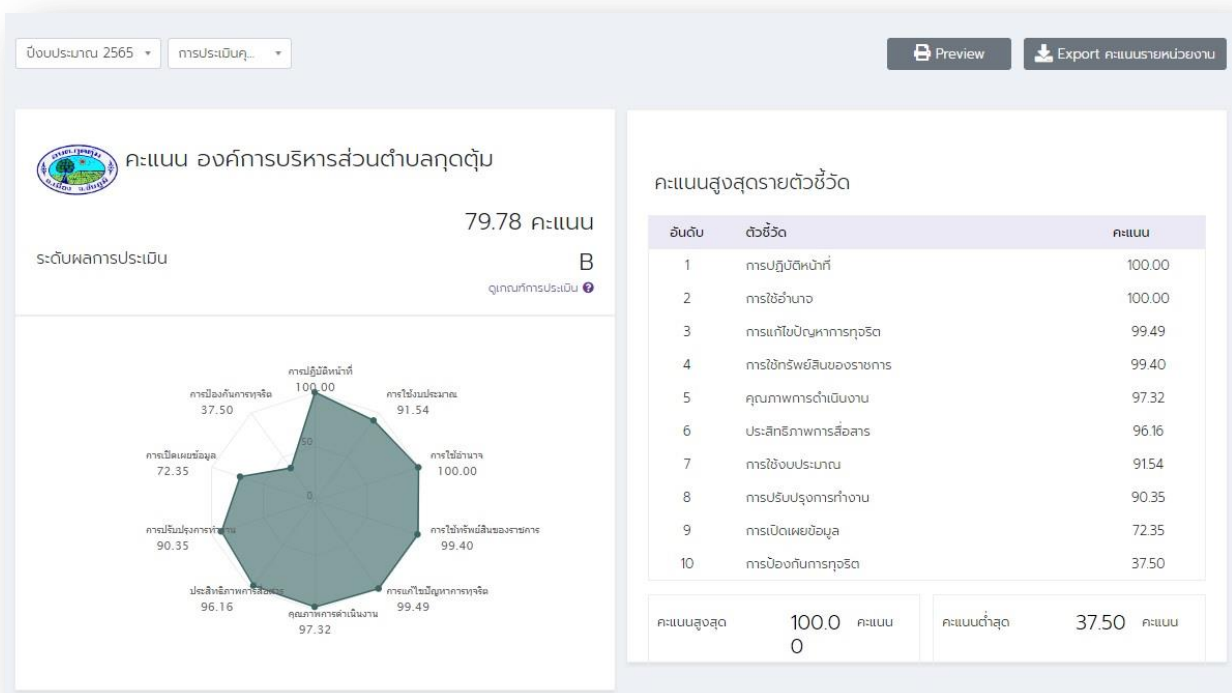 ปีงบประมาณ 2565
การประเมินคุ...
Preview
Export คะแนนรายหน่วยงาน
คะแนน องค์การบริหารส่วนตำบลกุดตุ้ม
79.78 คะแนน
ระดับผลการประเมิน
B
ดูเกณฑ์การประเมิน
การปฏิบัติหน้าที่
100.00
การใช้งบประมาณ
91.54
การใช้อำนาจ
100.00
การใช้ทรัพย์สินของราชการ
99.40
การแก้ไขปัญหาการทุจริต
99.49
คุณภาพการดำเนินงาน
97.32
ประสิทธิภาพการสื่อสาร
96.16
การปรับปรุงการทำงาน
90.35
การเปิดเผยข้อมูล
72.35
การป้องกันการทุจริต
37.50
50
0
คะแนนสูงสุดรายตัวชี้วัด
อันดับ ตัวชี้วัด คะแนน
1 การปฏิบัติหน้าที่ 100.00
2 การใช้อำนาจ 100.00
3 การแก้ไขปัญหาการทุจริต 99.49
4 การใช้ทรัพย์สินของราชการ 99.40
5 คุณภาพการดำเนินงาน 97.32
6 ประสิทธิภาพการสื่อสาร 96.16
7 การใช้งบประมาณ 91.54
8 การปรับปรุงการทำงาน 90.35
9 การเปิดเผยข้อมูล 72.35
10 การป้องกันการทุจริต 37.50
คะแนนสูงสุด 100.0
0 คะแนน
คะแนนต่ำสุด 37.50 คะแนน